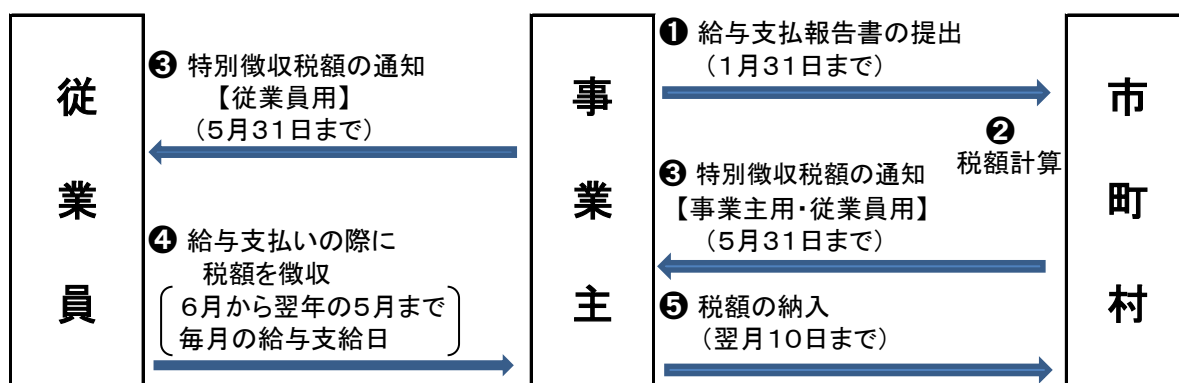 従業員
❸ 特別徴収税額の通知
【従業員用】
(5月31日まで)
❹ 給与支払いの際に
税額を徴収
6月から翌年の5月まで
毎月の給与支給日
事業主
❶ 給与支払報告書の提出
(1月31日まで)
❷
税額計算
❸ 特別徴収税額の通知
【事業主用・従業員用】
(5月31日まで)
❺ 税額の納入
(翌月10日まで)
市町村